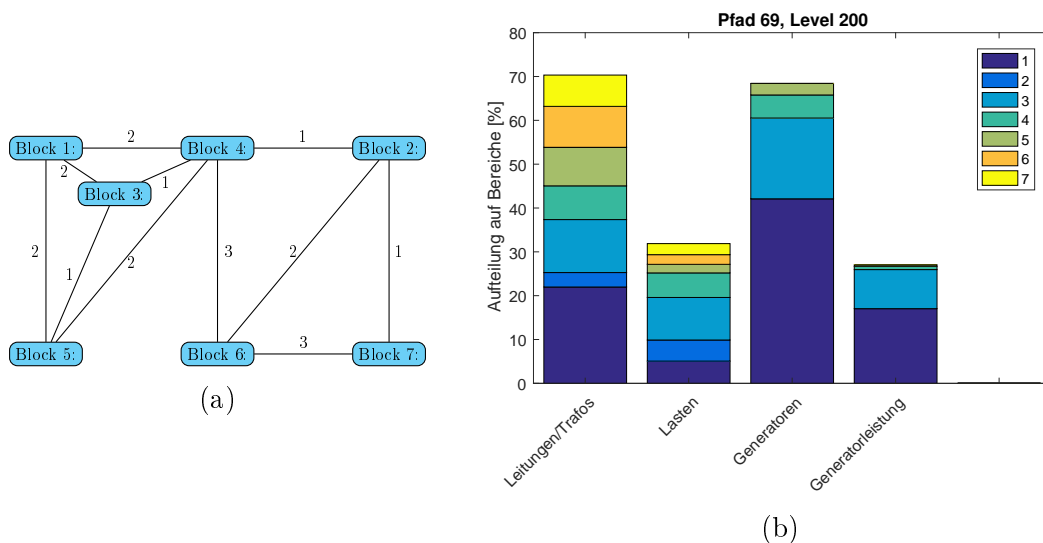 Block 1:
2
Block 4:
1
Block 2:
2
Block 3:
1
2
1
2
3
2
1
Block 5:
Block 6:
3
Block 7:
(a)
Pfad 69, Level 200
Aufteilung auf Bereiche [%]
80
70
60
50
40
30
20
10
0
1
2
3
4
5
6
7
Leitungen/Trafos
Lasten
Generatoren
Generatorleistung
(b)